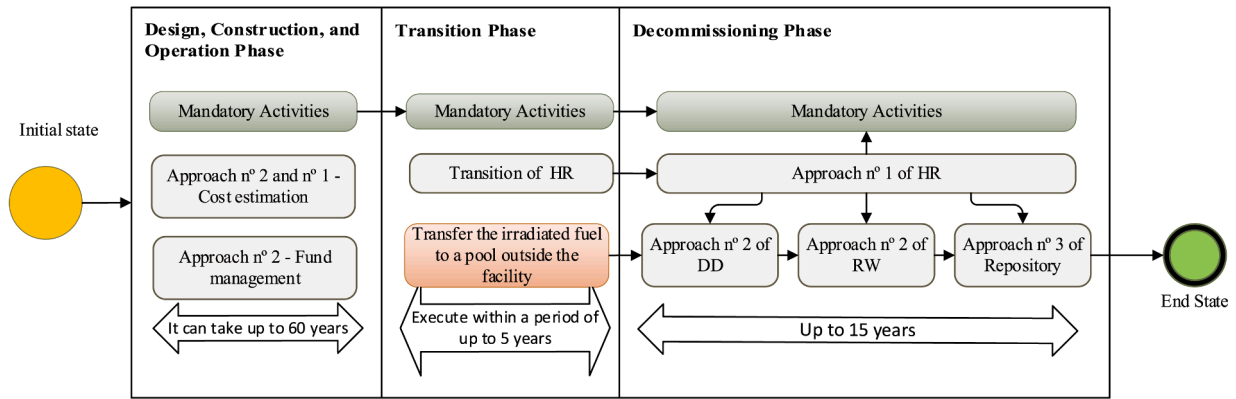 Initial state
Design, Construction, and
Operation Phase
Mandatory Activities
Approach nº 2 and nº 1 -
Cost estimation
Approach nº 2 - Fund
management
It can take up to 60 years
Transition Phase
Mandatory Activities
Transition of HR
Transfer the irradiated fuel
to a pool outside the
facility
Execute within a period of
up to 5 years
Decommissioning Phase
Mandatory Activities
Approach nº 1 of HR
Approach nº 2 of
DD
Approach nº 2 of
RW
Approach nº 3 of
Repository
Up to 15 years
End State